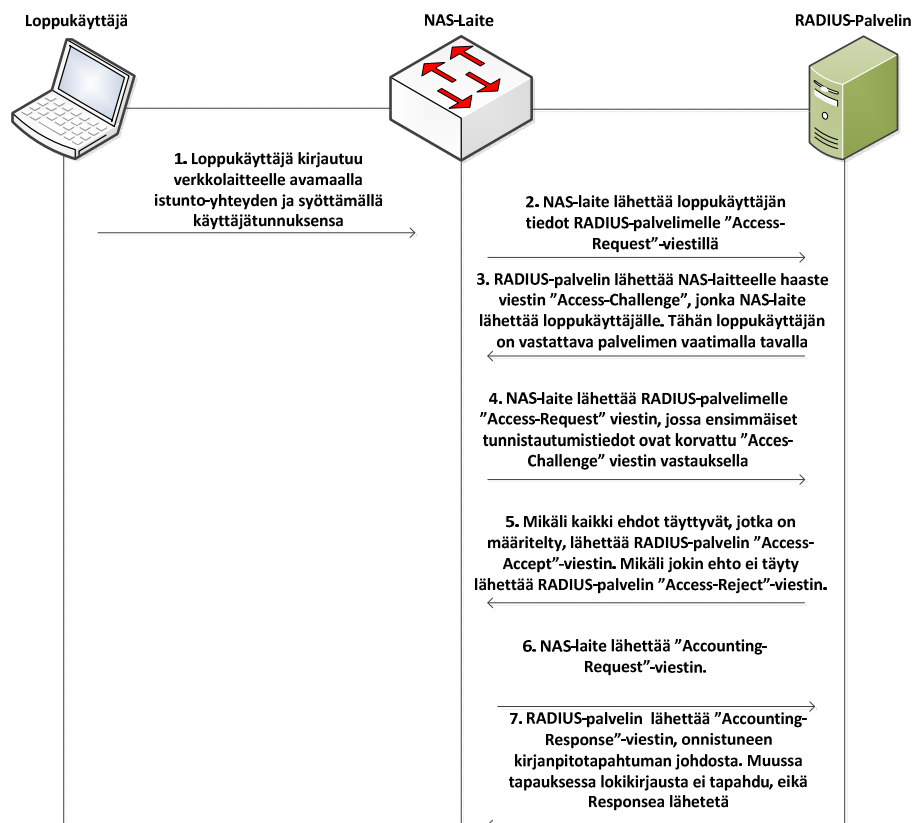 Loppukäyttäjä
NAS-Laite
RADIUS-Palvelin
1. Loppukäyttäjä kirjautuu
verkkolaitteelle avamaalla
istunto-yhteyden ja syöttämällä
käyttäjätunnuksensa
2. NAS-laite lähettää loppukäyttäjän
tiedot RADIUS-palvelimelle ”Access-
Request”-viestillä
3. RADIUS-palvelin lähettää NAS-laitteelle haaste
viestin ”Access-Challenge”, jonka NAS-laite
lähettää loppukäyttäjälle. Tähän loppukäyttäjän
on vastattava palvelimen vaatimalla tavalla
4. NAS-laite lähettää RADIUS-palvelimelle
”Access-Request” viestin, jossa ensimmäiset
tunnistautumistiedot ovat korvattu ”Acces-
Challenge” viestin vastauksella
5. Mikäli kaikki ehdot täyttyvät, jotka on
määritelty, lähettää RADIUS-palvelin ”Access-
Accept”-viestin. Mikäli jokin ehto ei täyty
lähettää RADIUS-palvelin ”Access-Reject”-viestin.
6. NAS-laite lähettää ”Accounting-
Request”-viestin.
7. RADIUS-palvelin lähettää ”Accounting-
Response”-viestin, onnistuneen
kirjanpitotapahtuman johdosta. Muussa
tapauksessa lokikirjausta ei tapahdu, eikä
Responsea lähetetä